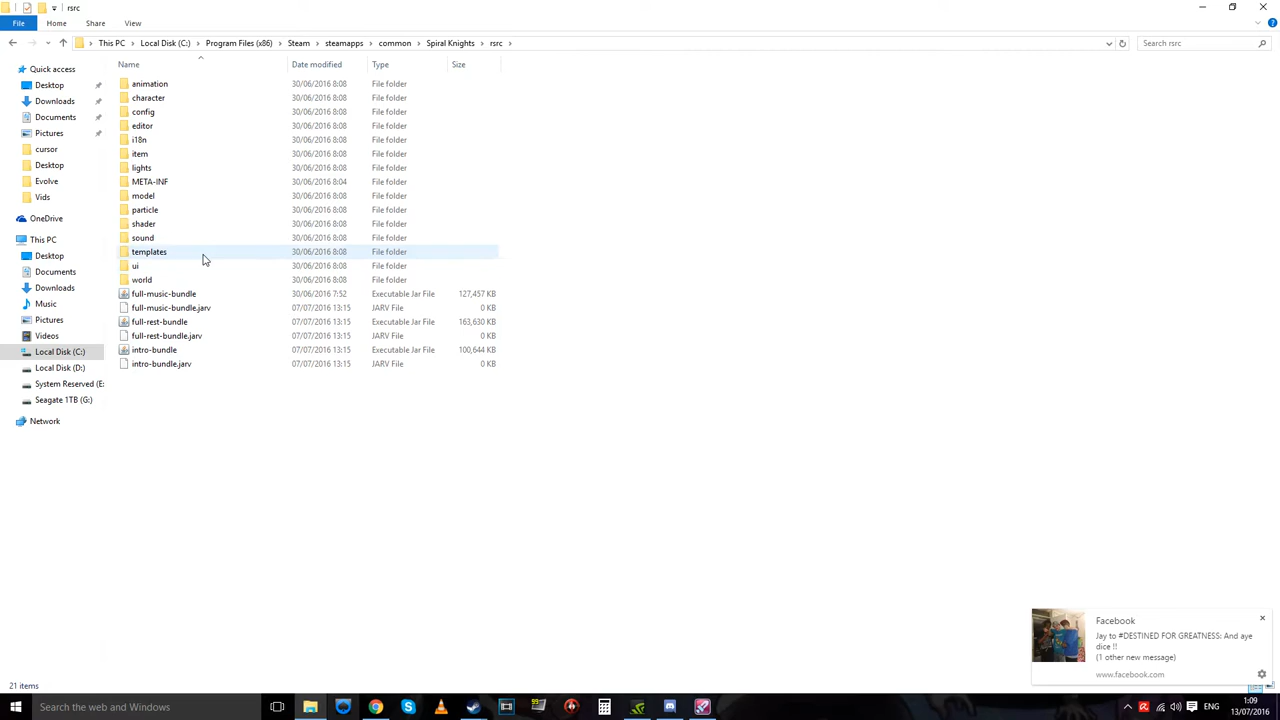 rsrc
File Home Share View
This PC Local Disk (C:) Program Files (x86) Steam steamapps common Spiral Knights rsrc
Search rsrc
Quick access
Desktop
Downloads
Documents
Pictures
cursor
Desktop
Evolve
Vids
OneDrive
This PC
Desktop
Documents
Downloads
Music
Pictures
Videos
Local Disk (C:)
Local Disk (D:)
System Reserved (E:
Seagate 1TB (G:)
Network
Name Date modified Type Size
animation 30/06/2016 8:08 File folder
character 30/06/2016 8:08 File folder
config 30/06/2016 8:08 File folder
editor 30/06/2016 8:08 File folder
i18n 30/06/2016 8:08 File folder
item 30/06/2016 8:08 File folder
lights 30/06/2016 8:08 File folder
META-INF 30/06/2016 8:04 File folder
model 30/06/2016 8:08 File folder
particle 30/06/2016 8:08 File folder
shader 30/06/2016 8:08 File folder
sound 30/06/2016 8:08 File folder
templates 30/06/2016 8:08 File folder
ui 30/06/2016 8:08 File folder
world 30/06/2016 8:08 File folder
full-music-bundle 30/06/2016 7:52 Executable Jar File 127,457 KB
full-music-bundle.jarv 07/07/2016 13:15 JARV File 0 KB
full-rest-bundle 07/07/2016 13:15 Executable Jar File 163,630 KB
full-rest-bundle.jarv 07/07/2016 13:15 JARV File 0 KB
intro-bundle 07/07/2016 13:15 Executable Jar File 100,644 KB
intro-bundle.jarv 07/07/2016 13:15 JARV File 0 KB
Facebook
Jay to #DESTINED FOR GREATNESS: And aye
dice !!
(1 other new message)
www.facebook.com
21 items
Search the web and Windows
ENG
1:09
13/07/2016